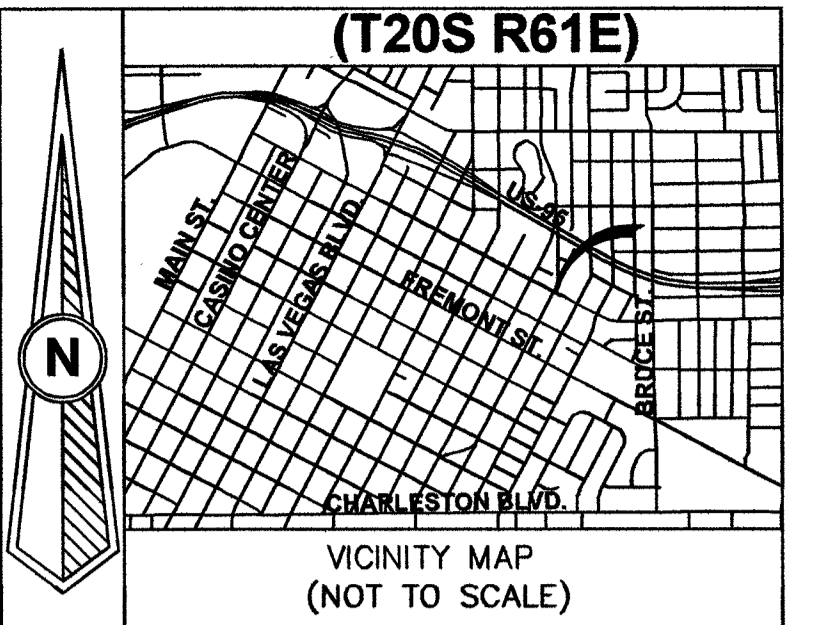 (T20S R61E)
US-95
MAIN ST.
CASINO CENTER
LAS VEGAS BLVD.
FREMONT ST.
BRUCE ST.
N
CHARLESTON BLVD.
VICINITY MAP
(NOT TO SCALE)